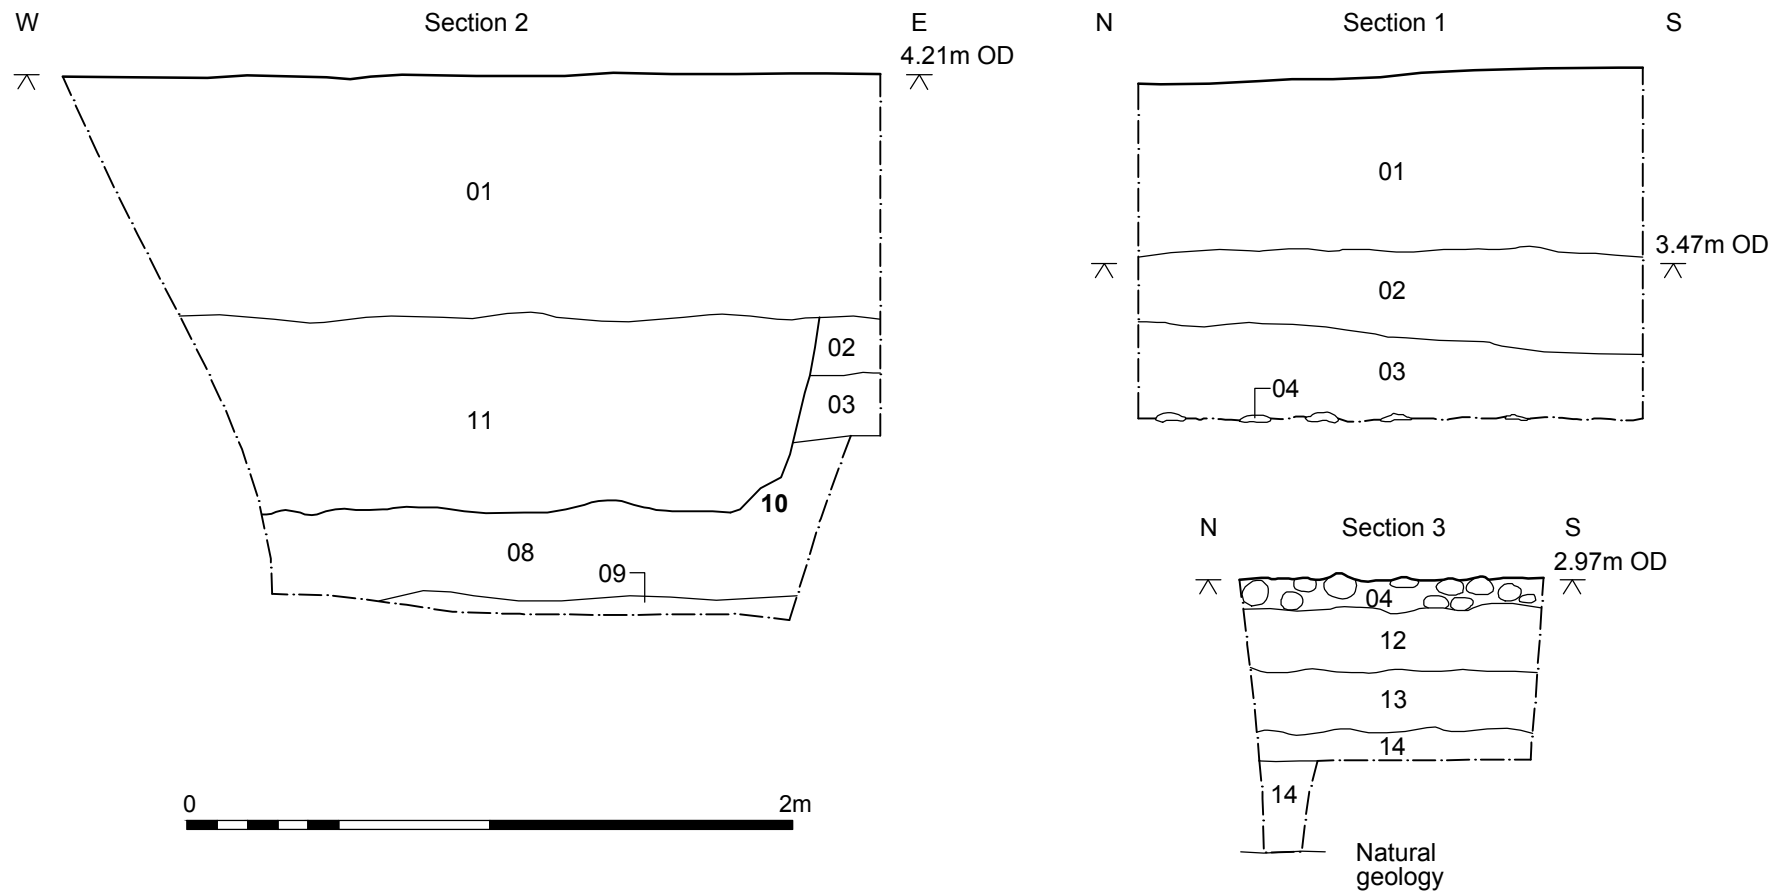 W
Section 2
E
4.21m OD
01
02
03
11
10
08
09
0
2m
N
Section 1
S
01
3.47m OD
02
03
04
N
Section 3
S
2.97m OD
04
12
13
14
14
Natural
geology